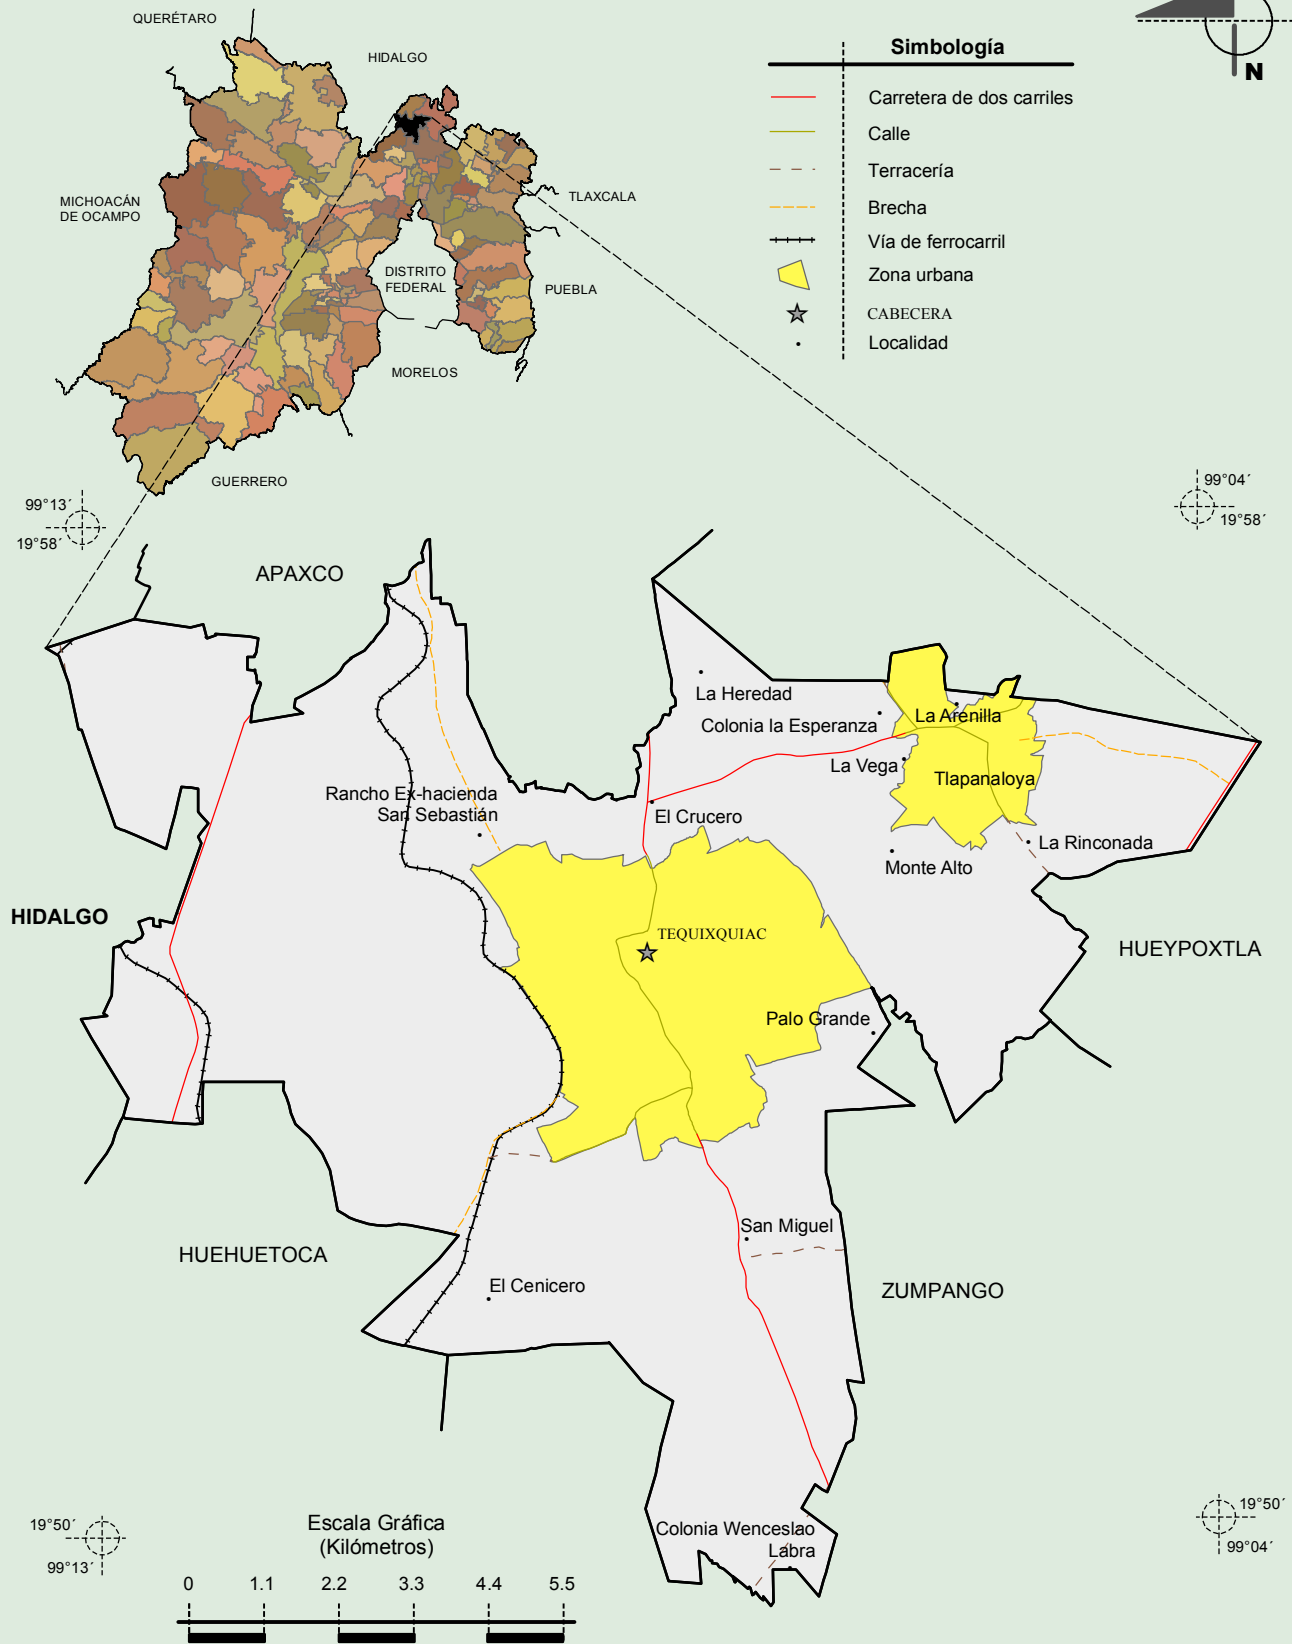 QUERÉTARO
HIDALGO
MICHOACÁN
DE OCAMPO
TLAXCALA
DISTRITO
FEDERAL
PUEBLA
MORELOS
GUERRERO
N
Simbología
Carretera de dos carriles
Calle
Terracería
Brecha
Vía de ferrocarril
Zona urbana
CABECERA
Localidad
99°13´
19°58´
99°04´
19°58´
APAXCO
La Heredad
Colonia la Esperanza
La Arenilla
La Vega
Tlapanaloya
Rancho Ex-hacienda
San Sebastián
El Crucero
La Rinconada
Monte Alto
HIDALGO
TEQUIXQUIAC
HUEYPOXTLA
Palo Grande
San Miguel
HUEHUETOCA
El Cenicero
ZUMPANGO
Colonia Wenceslao
Labra
19°50´
99°13´
19°50´
99°04´
Escala Gráfica
(Kilómetros)
0 1.1 2.2 3.3 4.4 5.5